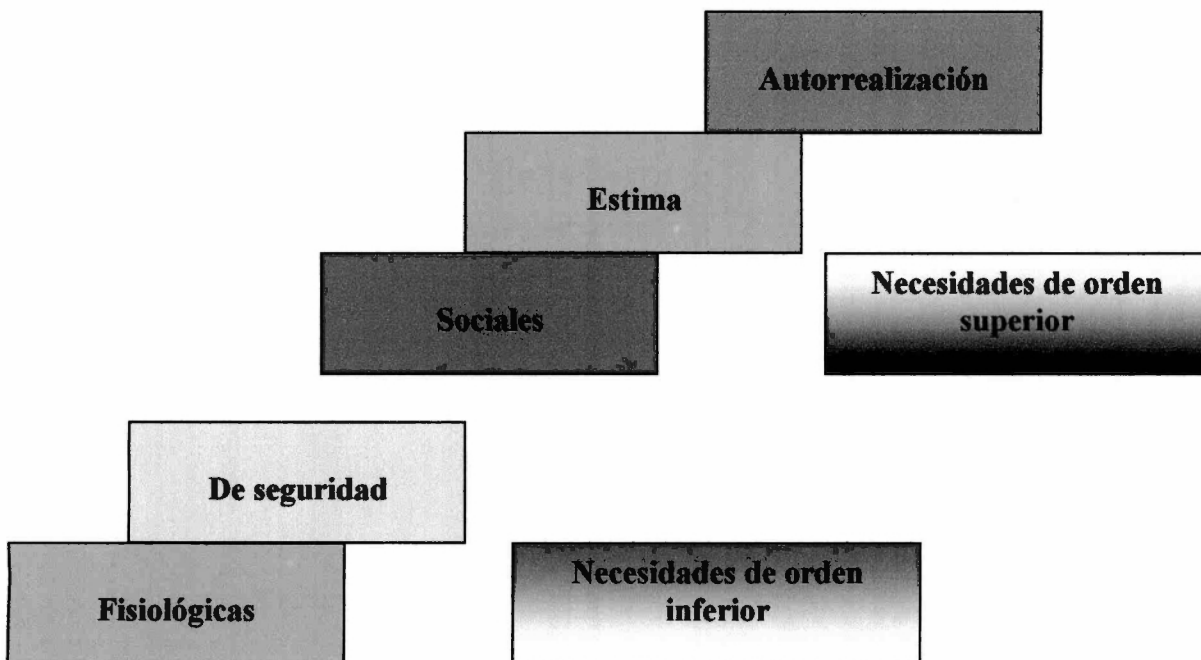 Autorrealización
Estima
Sociales
Necesidades de orden
superior
De seguridad
Fisiológicas
Necesidades de orden
inferior